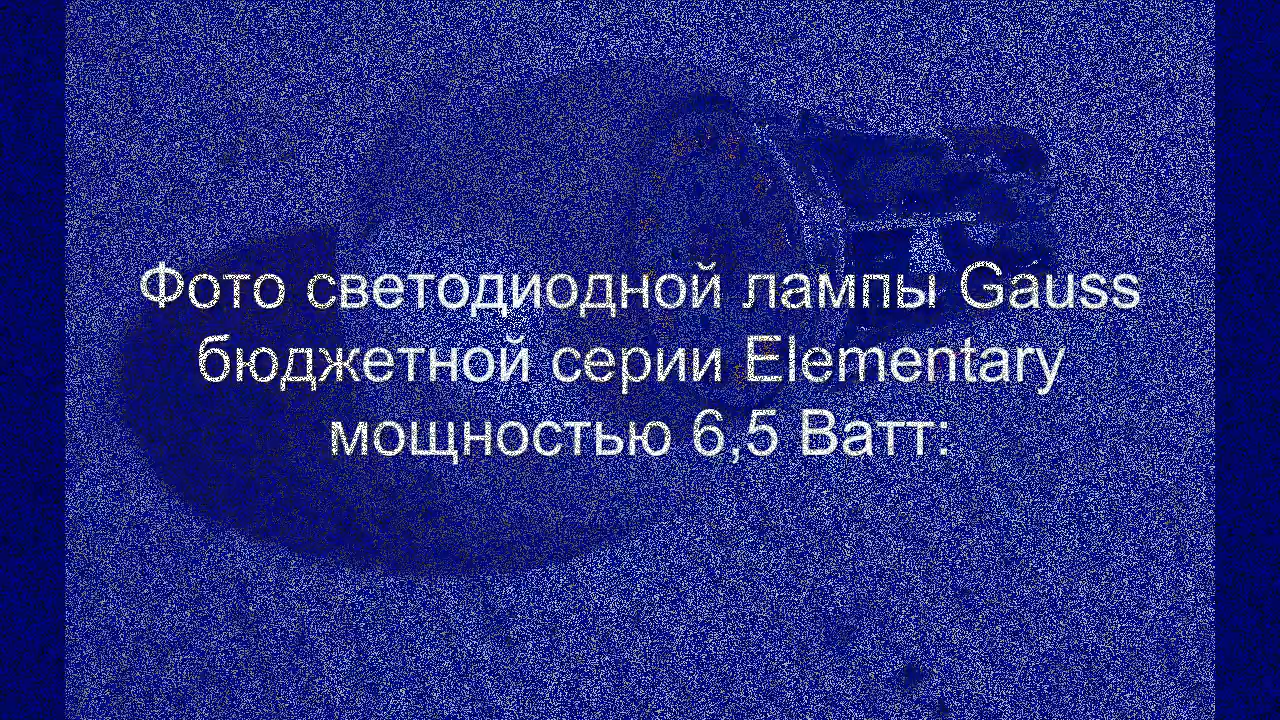 Фото светодиодной лампы Gauss
бюджетной серии Elementary
мощностью 6,5 Ватт: